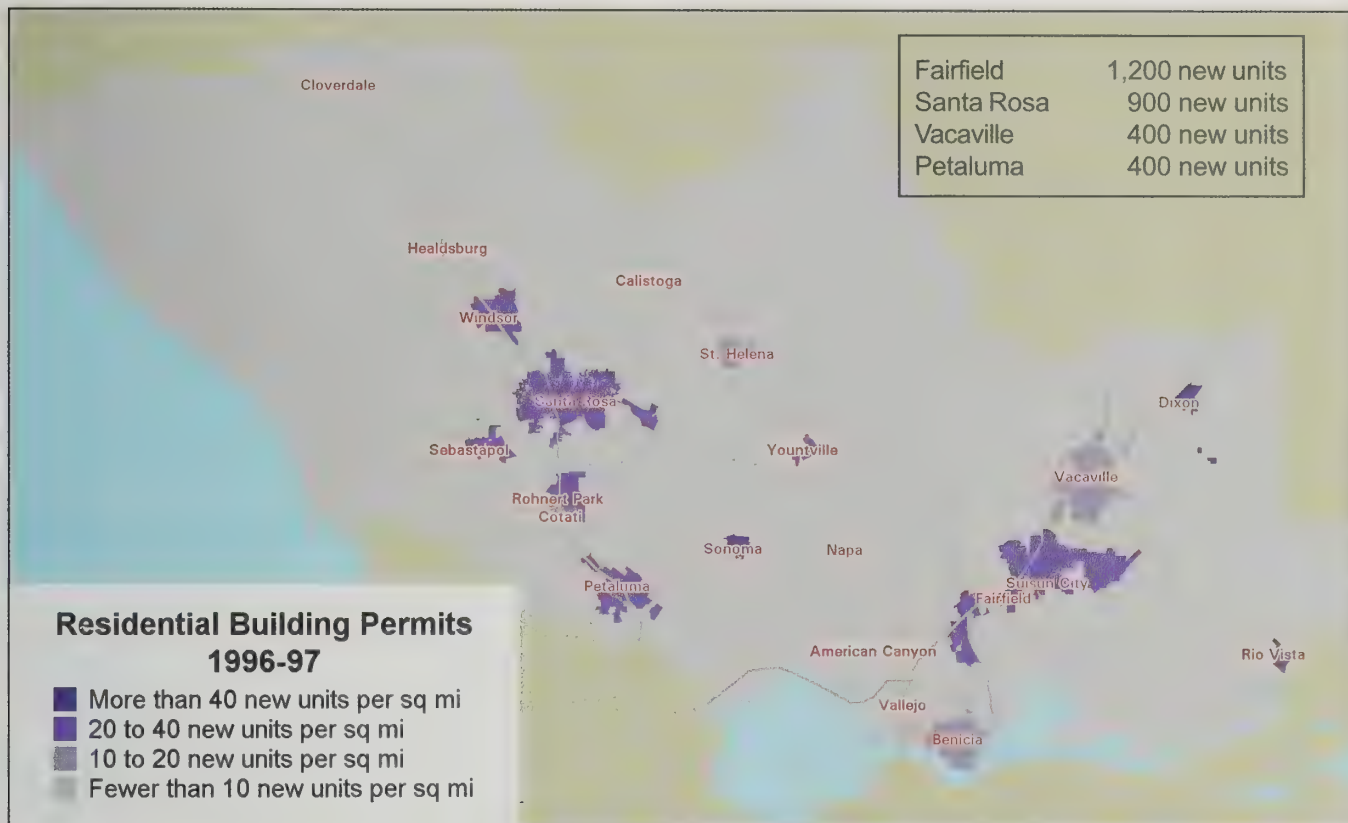 Fairfield 1,200 new units
Santa Rosa 900 new units
Vacaville 400 new units
Petaluma 400 new units
Cloverdale
Healdsburg
Calistoga
Windsor
St. Helena
Santa Rosa
Dixon
Sebastapol
Yountville
Vacaville
Rohnert Park
Cotati
Sonoma
Napa
Petaluma
Suisun City
Fairfield
American Canyon
Rio Vista
Vallejo
Benicia
Residential Building Permits
1996-97
More than 40 new units per sq mi
20 to 40 new units per sq mi
10 to 20 new units per sq mi
Fewer than 10 new units per sq mi